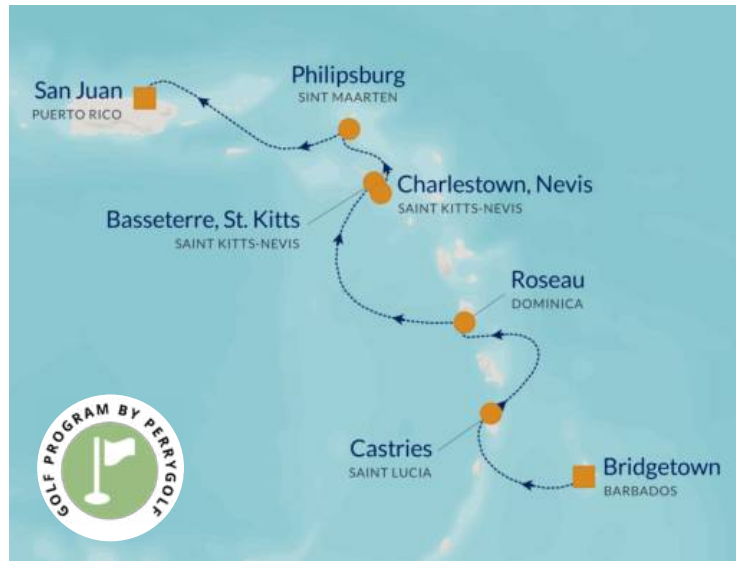 San Juan
PUERTO RICO
Philipsburg
SINT MAARTEN
Charlestown, Nevis
SAINT KITTS-NEVIS
Basseterre, St. Kitts
SAINT KITTS-NEVIS
Roseau
DOMINICA
Castries
SAINT LUCIA
Bridgetown
BARBADOS
GOLF PROGRAM BY PERRYGOLF